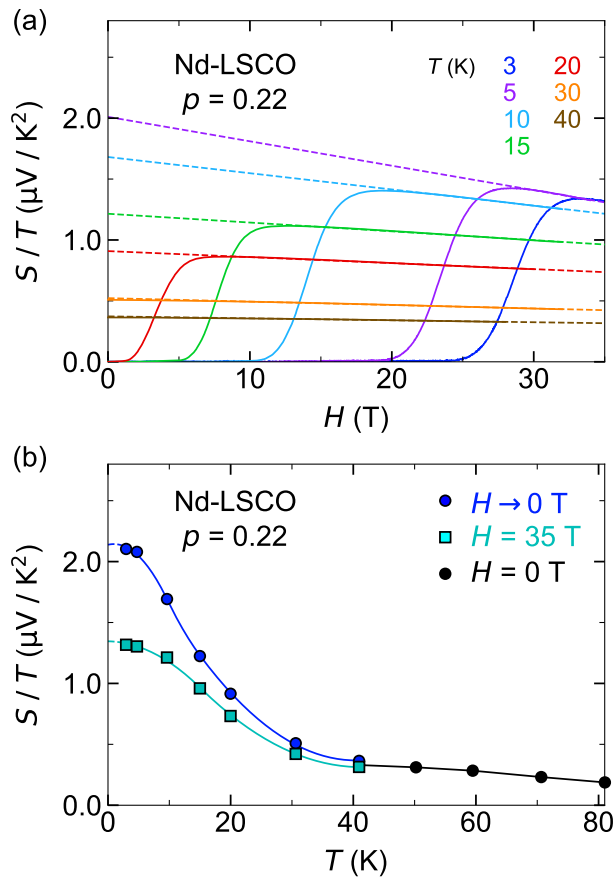 (a)
Nd-LSCO
p = 0.22
T (K)
3 20
5 30
10 40
15
S / T (μV / K²)
2.0
1.0
0.0
0 10 20 30
H (T)
(b)
Nd-LSCO
p = 0.22
H → 0 T
H = 35 T
H = 0 T
S / T (μV / K²)
2.0
1.0
0.0
0 20 40 60 80
T (K)